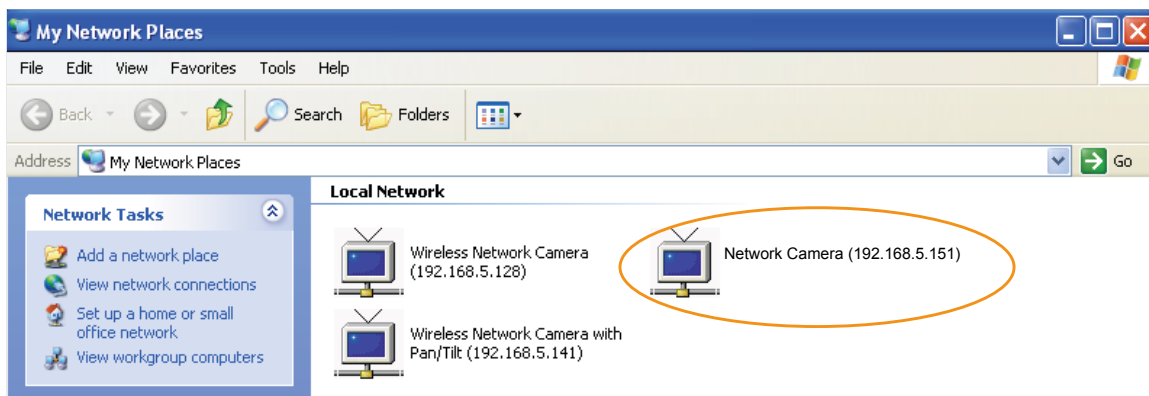 My Network Places
File Edit View Favorites Tools Help
Back Search Folders
Address My Network Places Go
Network Tasks
Add a network place
View network connections
Set up a home or small
office network
View workgroup computers
Local Network
Wireless Network Camera
(192.168.5.128)
Network Camera (192.168.5.151)
Wireless Network Camera with
Pan/Tilt (192.168.5.141)